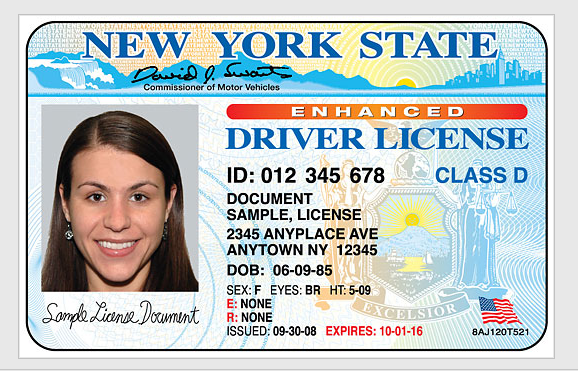 NEW YORK STATE
David J. Swarts
Commissioner of Motor Vehicles
ENHANCED
DRIVER LICENSE
ID: 012 345 678 CLASS D
DOCUMENT
SAMPLE, LICENSE
2345 ANYPLACE AVE
ANYTOWN NY 12345
DOB: 06-09-85
SEX: F EYES: BR HT: 5-09
E: NONE
R: NONE
ISSUED: 09-30-08 EXPIRES: 10-01-16
EXCELSIOR
8AJ120T521
Sample License Document